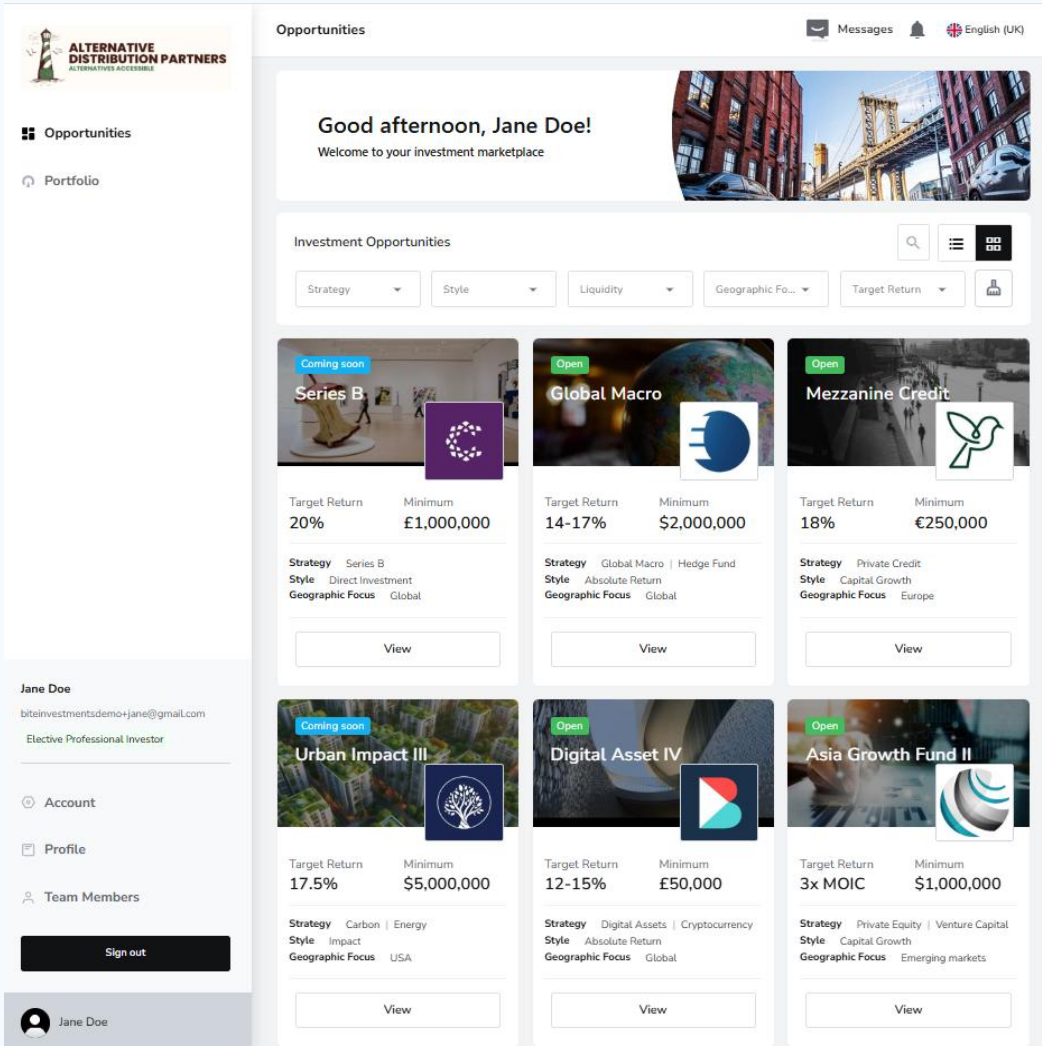 ALTERNATIVE
DISTRIBUTION PARTNERS
ALTERNATIVES ACCESSIBLE
Opportunities
Portfolio
Jane Doe
biteinvestmentsdemo+jane@gmail.com
Elective Professional Investor
Account
Profile
Team Members
Sign out
Jane Doe
Opportunities
Messages
English (UK)
Good afternoon, Jane Doe!
Welcome to your investment marketplace
Investment Opportunities
Strategy
Style
Liquidity
Geographic Fo...
Target Return
Coming soon
Series B
Target Return Minimum
20% £1,000,000
Strategy Series B
Style Direct Investment
Geographic Focus Global
View
Open
Global Macro
Target Return Minimum
14-17% $2,000,000
Strategy Global Macro | Hedge Fund
Style Absolute Return
Geographic Focus Global
View
Open
Mezzanine Credit
Target Return Minimum
18% €250,000
Strategy Private Credit
Style Capital Growth
Geographic Focus Europe
View
Coming soon
Urban Impact III
Target Return Minimum
17.5% $5,000,000
Strategy Carbon | Energy
Style Impact
Geographic Focus USA
View
Open
Digital Asset IV
Target Return Minimum
12-15% £50,000
Strategy Digital Assets | Cryptocurrency
Style Absolute Return
Geographic Focus Global
View
Open
Asia Growth Fund II
Target Return Minimum
3x MOIC $1,000,000
Strategy Private Equity | Venture Capital
Style Capital Growth
Geographic Focus Emerging markets
View